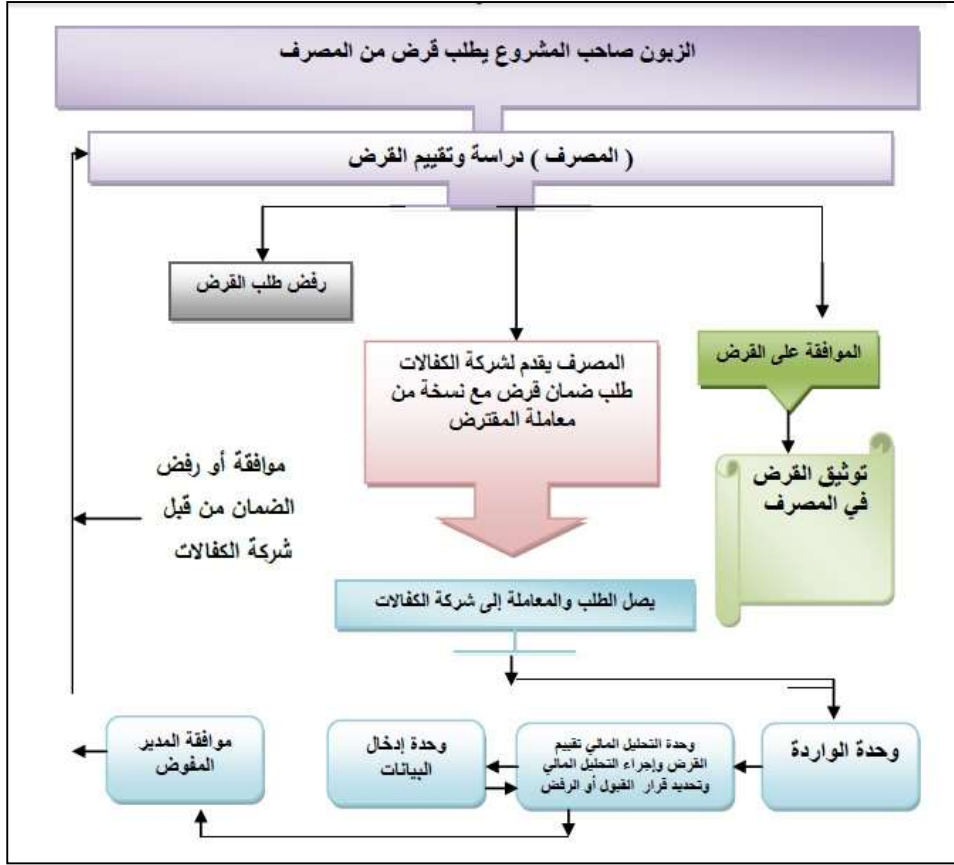 الزبون صاحب المشروع يطلب قرض من المصرف
( المصرف ) دراسة وتقييم القرض
رفض طلب القرض
المصرف يقدم لشركة الكفالات
طلب ضمان قرض مع نسخة من
معاملة المقترض
الموافقة على القرض
توثيق القرض
في المصرف
موافقة أو رفض
الضمان من قبل
شركة الكفالات
يصل الطلب والمعاملة إلى شركة الكفالات
وحدة الواردة
وحدة التحليل المالي تقييم
القرض وإجراء التحليل المالي
وتحديد قرار القبول أو الرفض
وحدة إدخال
البيانات
موافقة المدير
المفوض